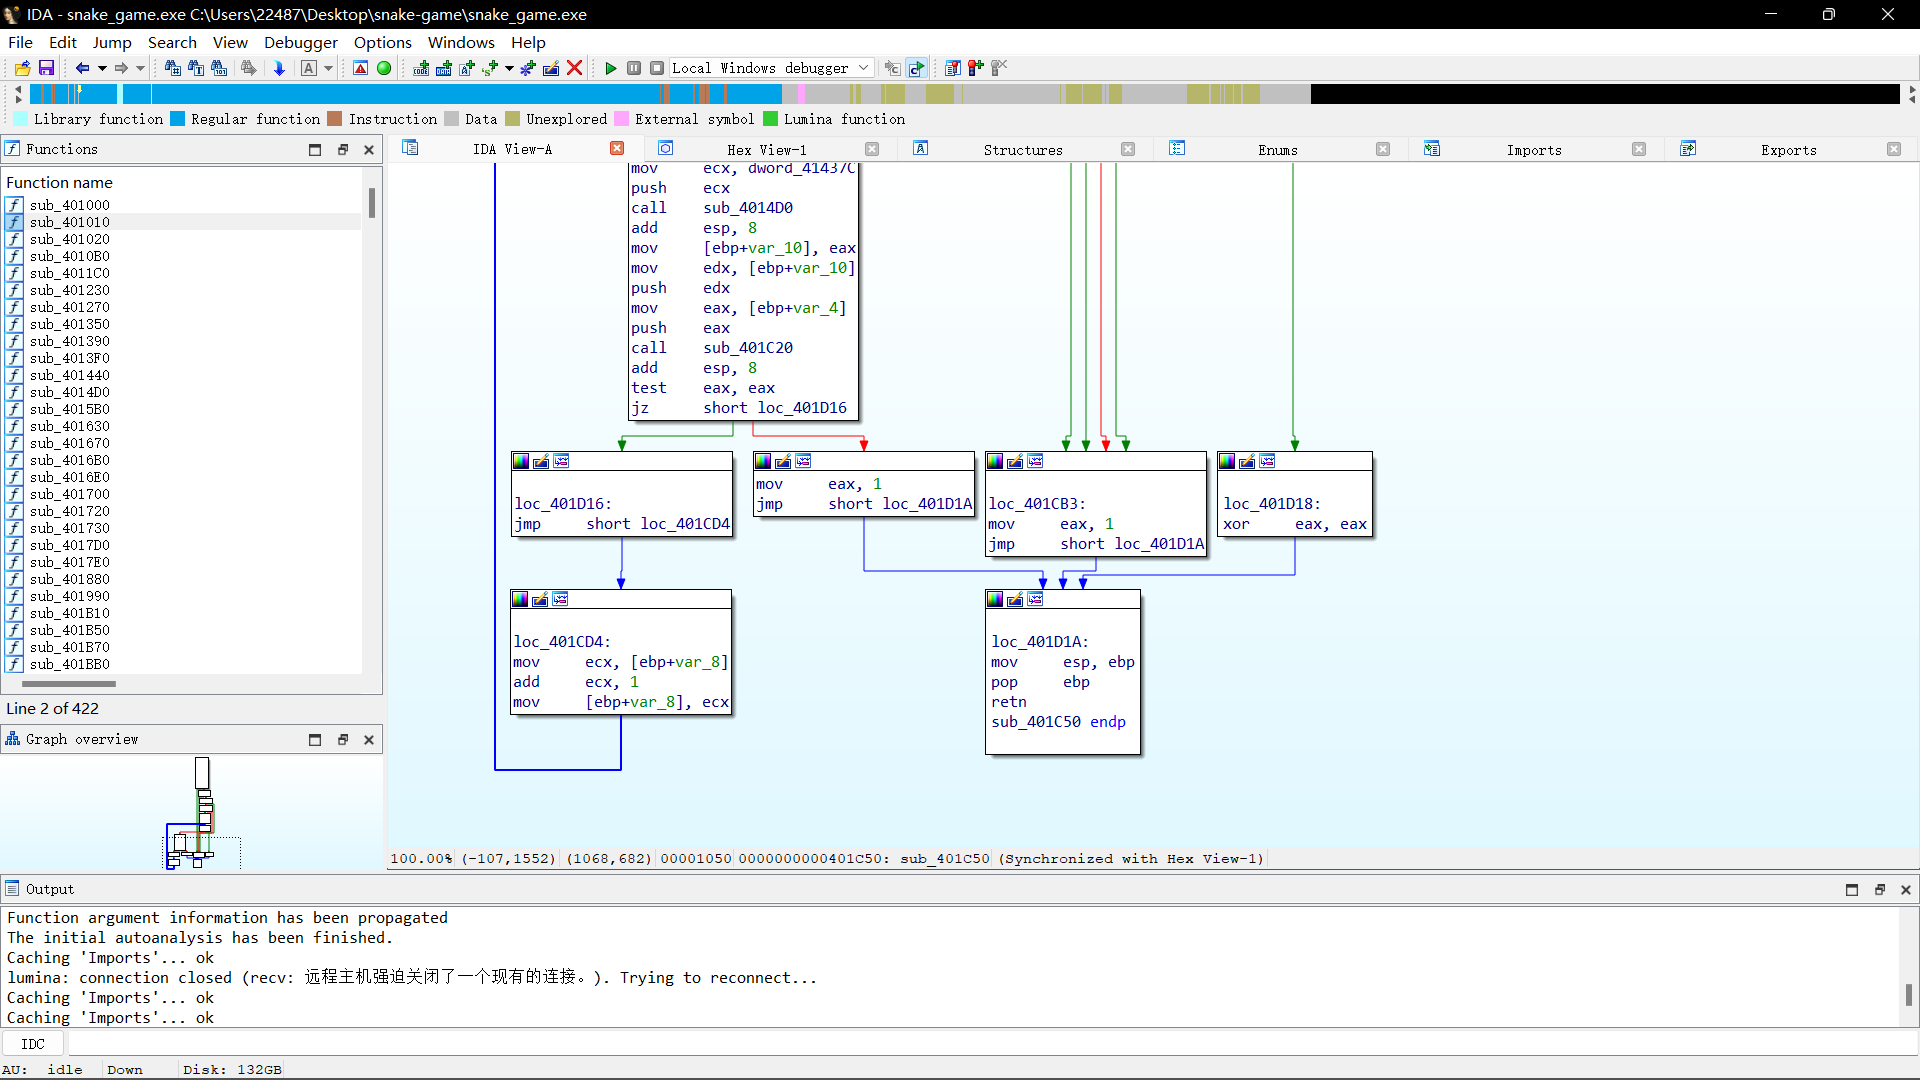 IDA - snake_game.exe C:\Users\22487\Desktop\snake-game\snake_game.exe
File Edit Jump Search View Debugger Options Windows Help
Local Windows debugger
Library function Regular function Instruction Data Unexplored External symbol Lumina function
Functions
IDA View-A Hex View-1 Structures Enums Imports Exports
Function name
sub_401000
sub_401010
sub_401020
sub_4010B0
sub_4011C0
sub_401230
sub_401270
sub_401350
sub_401390
sub_4013F0
sub_401440
sub_4014D0
sub_4015B0
sub_401630
sub_401670
sub_4016B0
sub_4016E0
sub_401700
sub_401720
sub_401730
sub_4017D0
sub_4017E0
sub_401880
sub_401990
sub_401B10
sub_401B50
sub_401B70
sub_401BB0
Line 2 of 422
Graph overview
mov ecx, dword_41437C
push ecx
call sub_4014D0
add esp, 8
mov [ebp+var_10], eax
mov edx, [ebp+var_10]
push edx
mov eax, [ebp+var_4]
push eax
call sub_401C20
add esp, 8
test eax, eax
jz short loc_401D16
loc_401D16:
jmp short loc_401CD4
mov eax, 1
jmp short loc_401D1A
loc_401CB3:
mov eax, 1
jmp short loc_401D1A
loc_401D18:
xor eax, eax
loc_401CD4:
mov ecx, [ebp+var_8]
add ecx, 1
mov [ebp+var_8], ecx
loc_401D1A:
mov esp, ebp
pop ebp
retn
sub_401C50 endp
100.00% (-107,1552) (1068,682) 00001050 0000000000401C50: sub_401C50 (Synchronized with Hex View-1)
Output
Function argument information has been propagated
The initial autoanalysis has been finished.
Caching 'Imports'... ok
lumina: connection closed (recv: 远程主机强迫关闭了一个现有的连接。). Trying to reconnect...
Caching 'Imports'... ok
Caching 'Imports'... ok
IDC
AU: idle Down Disk: 132GB